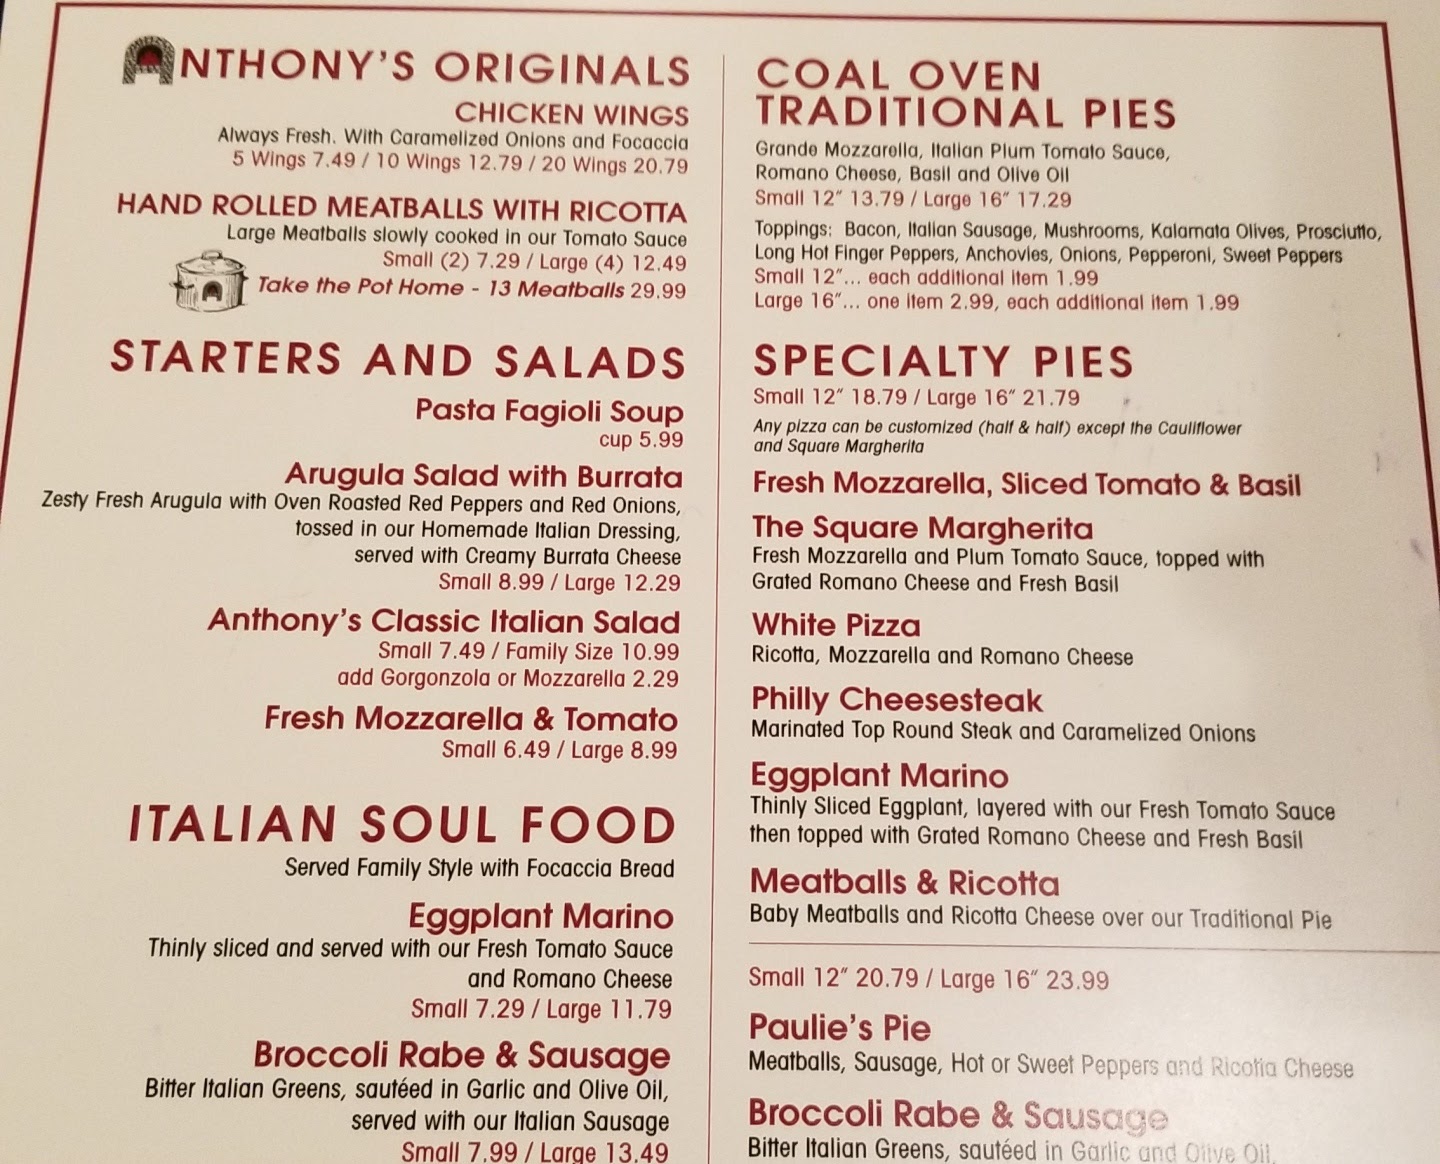 ANTHONY'S ORIGINALS
CHICKEN WINGS
Always Fresh. With Caramelized Onions and Focaccia
5 Wings 7.49 / 10 Wings 12.79 / 20 Wings 20.79
HAND ROLLED MEATBALLS WITH RICOTTA
Large Meatballs slowly cooked in our Tomato Sauce
Small (2) 7.29 / Large (4) 12.49
Take the Pot Home - 13 Meatballs 29.99
STARTERS AND SALADS
Pasta Fagioli Soup
cup 5.99
Arugula Salad with Burrata
Zesty Fresh Arugula with Oven Roasted Red Peppers and Red Onions,
tossed in our Homemade Italian Dressing,
served with Creamy Burrata Cheese
Small 8.99 / Large 12.29
Anthony's Classic Italian Salad
Small 7.49 / Family Size 10.99
add Gorgonzola or Mozzarella 2.29
Fresh Mozzarella & Tomato
Small 6.49 / Large 8.99
ITALIAN SOUL FOOD
Served Family Style with Focaccia Bread
Eggplant Marino
Thinly sliced and served with our Fresh Tomato Sauce
and Romano Cheese
Small 7.29 / Large 11.79
Broccoli Rabe & Sausage
Bitter Italian Greens, sautéed in Garlic and Olive Oil,
served with our Italian Sausage
Small 7.99 / Large 13.49
COAL OVEN
TRADITIONAL PIES
Grande Mozzarella, Italian Plum Tomato Sauce,
Romano Cheese, Basil and Olive Oil
Small 12" 13.79 / Large 16" 17.29
Toppings: Bacon, Italian Sausage, Mushrooms, Kalamata Olives, Prosciutto,
Long Hot Finger Peppers, Anchovies, Onions, Pepperoni, Sweet Peppers
Small 12"... each additional item 1.99
Large 16"... one item 2.99, each additional item 1.99
SPECIALTY PIES
Small 12" 18.79 / Large 16" 21.79
Any pizza can be customized (half & half) except the Cauliflower
and Square Margherita
Fresh Mozzarella, Sliced Tomato & Basil
The Square Margherita
Fresh Mozzarella and Plum Tomato Sauce, topped with
Grated Romano Cheese and Fresh Basil
White Pizza
Ricotta, Mozzarella and Romano Cheese
Philly Cheesesteak
Marinated Top Round Steak and Caramelized Onions
Eggplant Marino
Thinly Sliced Eggplant, layered with our Fresh Tomato Sauce
then topped with Grated Romano Cheese and Fresh Basil
Meatballs & Ricotta
Baby Meatballs and Ricotta Cheese over our Traditional Pie
Small 12" 20.79 / Large 16" 23.99
Paulie's Pie
Meatballs, Sausage, Hot or Sweet Peppers and Ricotta Cheese
Broccoli Rabe & Sausage
Bitter Italian Greens, sautéed in Garlic and Olive Oil,